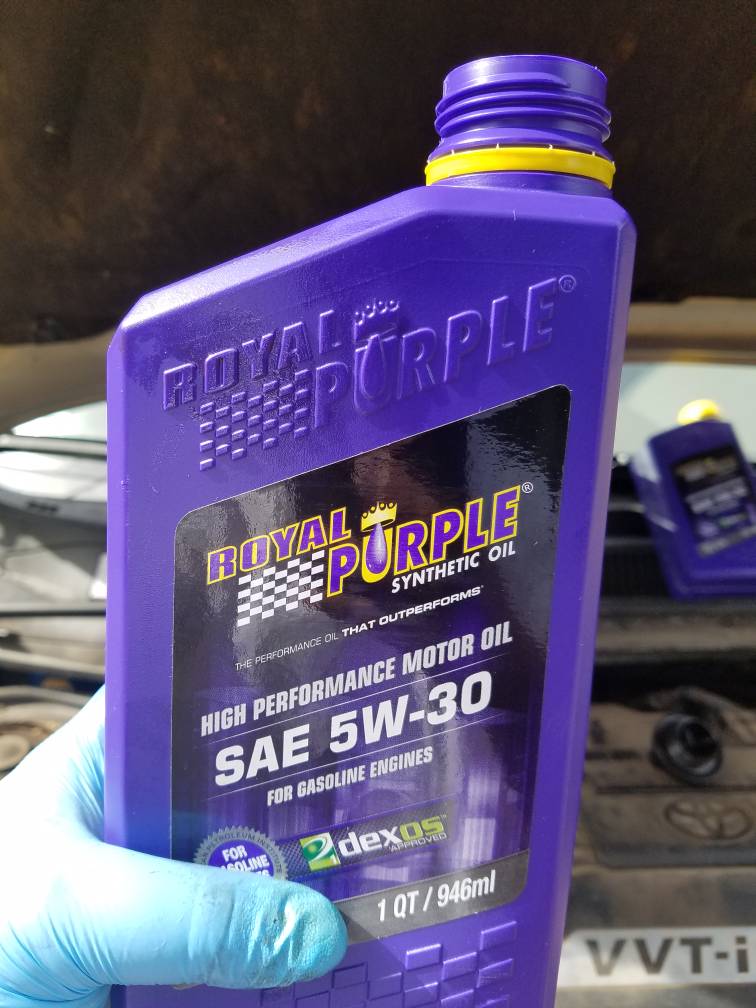 ROYAL
PURPLE®
ROYAL
PURPLE®
SYNTHETIC OIL
THE PERFORMANCE OIL THAT OUTPERFORMS
HIGH PERFORMANCE MOTOR OIL
SAE 5W-30
FOR GASOLINE ENGINES
dexos™
APPROVED
FOR
1 QT / 946ml
VVT-i